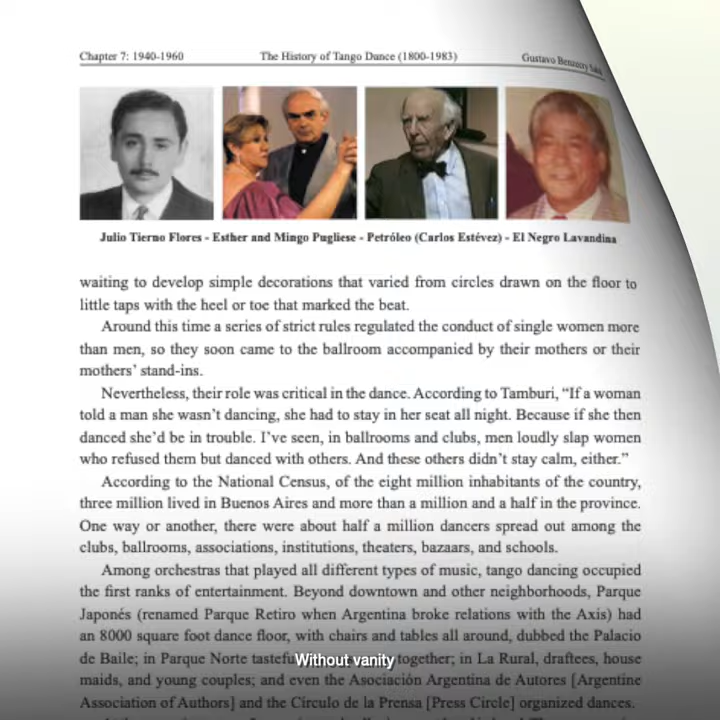 Chapter 7: 1940-1960 The History of Tango Dance (1800-1983) Gustavo Benzecry Sabá
Julio Tierno Flores - Esther and Mingo Pugliese - Petróleo (Carlos Estévez) - El Negro Lavandina
waiting to develop simple decorations that varied from circles drawn on the floor to
little taps with the heel or toe that marked the beat.
Around this time a series of strict rules regulated the conduct of single women more
than men, so they soon came to the ballroom accompanied by their mothers or their
mothers’ stand-ins.
Nevertheless, their role was critical in the dance. According to Tamburi, “If a woman
told a man she wasn’t dancing, she had to stay in her seat all night. Because if she then
danced she’d be in trouble. I’ve seen, in ballrooms and clubs, men loudly slap women
who refused them but danced with others. And these others didn’t stay calm, either.”
According to the National Census, of the eight million inhabitants of the country,
three million lived in Buenos Aires and more than a million and a half in the province.
One way or another, there were about half a million dancers spread out among the
clubs, ballrooms, associations, institutions, theaters, bazaars, and schools.
Among orchestras that played all different types of music, tango dancing occupied
the first ranks of entertainment. Beyond downtown and other neighborhoods, Parque
Japonés (renamed Parque Retiro when Argentina broke relations with the Axis) had
an 8000 square foot dance floor, with chairs and tables all around, dubbed the Palacio
de Baile; in Parque Norte together; in La Rural, draftees, house
Without vanity
maids, and young couples; and even the Asociación Argentina de Autores [Argentine
Association of Authors] and the Círculo de la Prensa [Press Circle] organized dances.